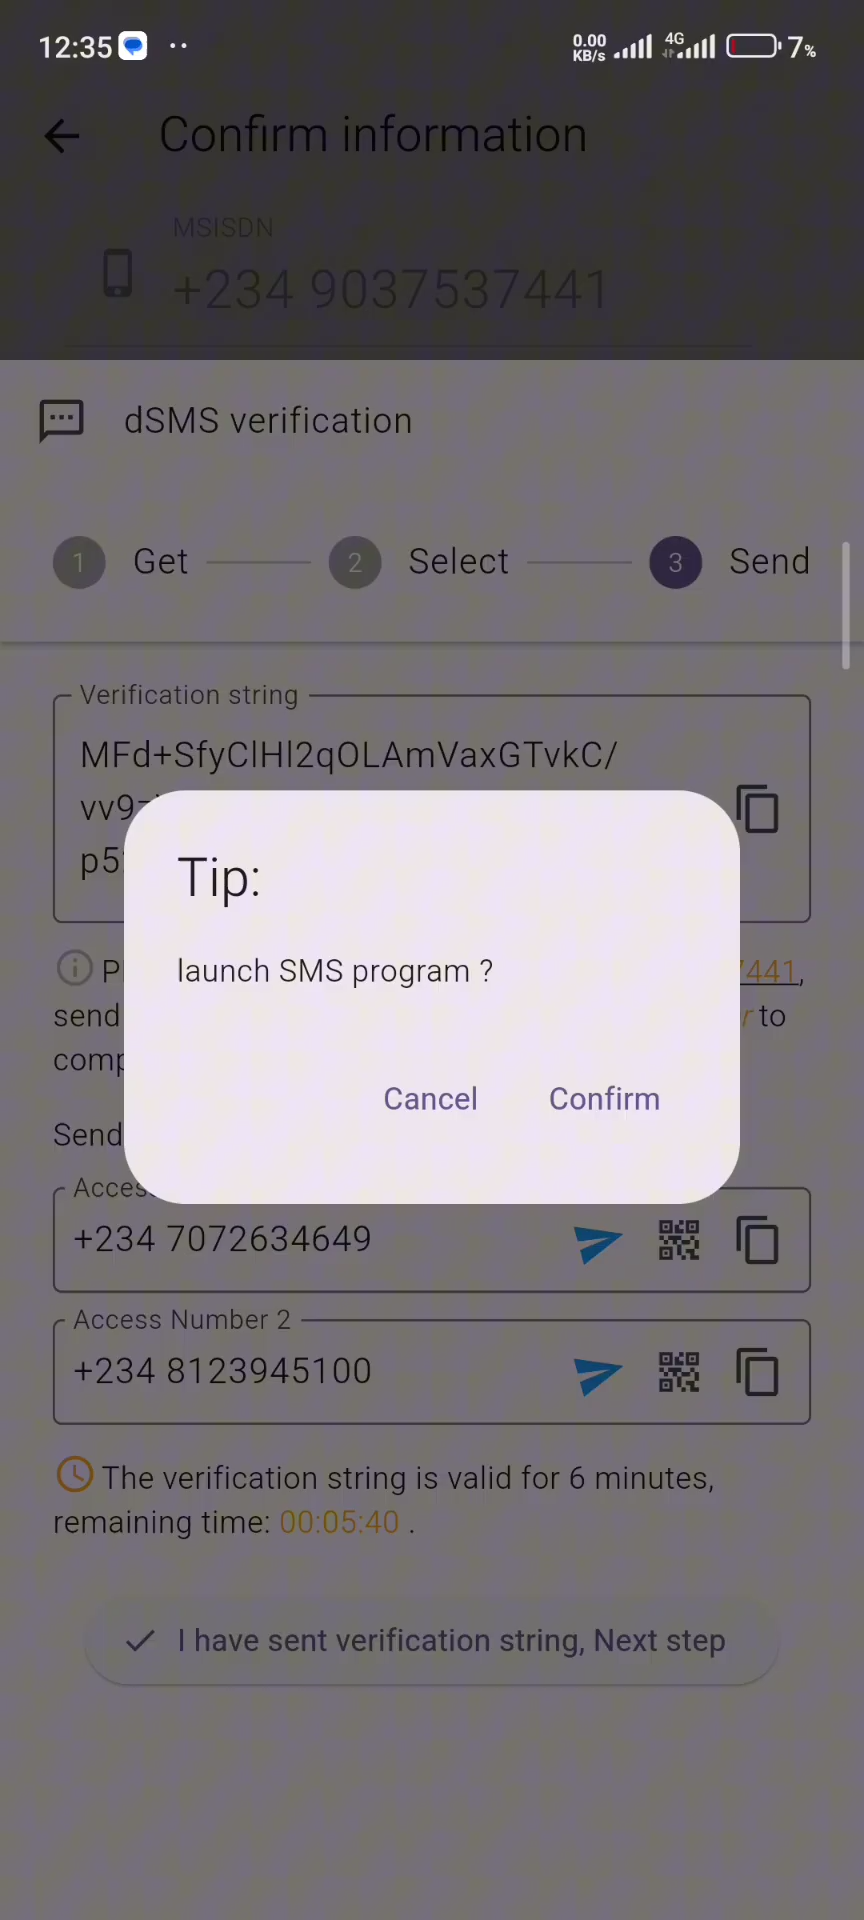 12:35
0.00
KB/s
4G
7%
Confirm information
MSISDN
+234 9037537441
dSMS verification
1 Get
2 Select
3 Send
Verification string
MFd+SfyClHl2qOLAmVaxGTvkC/
vv9
p5
Tip:
launch SMS program ?
Cancel Confirm
441,
send to
comp
Send
+234 7072634649
Access Number 2
+234 8123945100
The verification string is valid for 6 minutes,
remaining time: 00:05:40 .
I have sent verification string, Next step